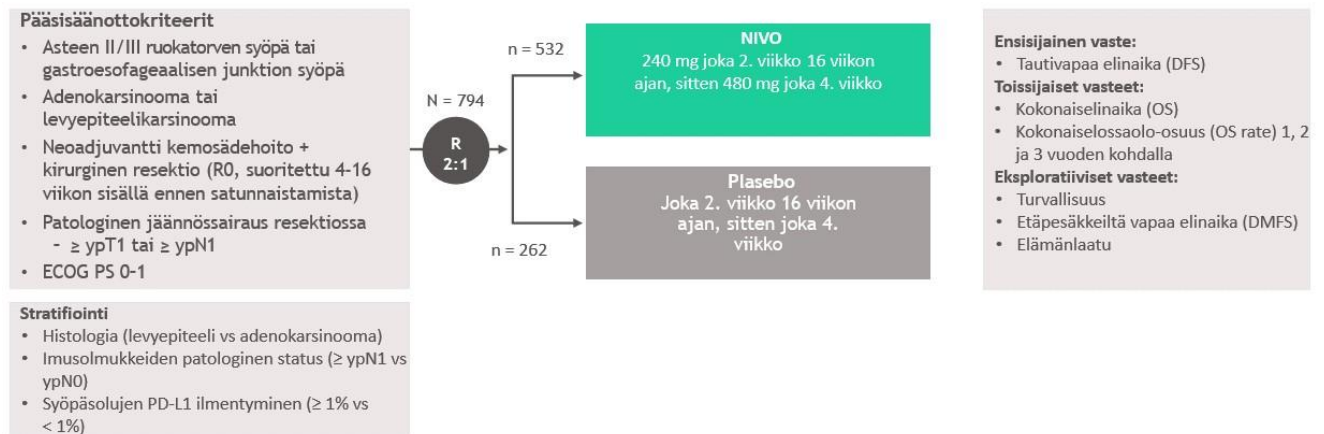 Pääsisäänottokriteerit
• Asteen II/III ruokatorven syöpä tai
gastroesofageaalisen junktion syöpä
• Adenokarsinooma tai
levyepiteelikarsinooma
• Neoadjuvantti kemosädehoito +
kirurginen resektio (R0, suoritettu 4-16
viikon sisällä ennen satunnaistamista)
• Patologinen jäännössairaus resektiossa
- ≥ ypT1 tai ≥ ypN1
• ECOG PS 0-1
Stratifiointi
• Histologia (levyepiteeli vs adenokarsinooma)
• Imusolmukkeiden patologinen status (≥ ypN1 vs
ypN0)
• Syöpäsolujen PD-L1 ilmentyminen (≥ 1% vs
< 1%)
N = 794
R
2:1
n = 532
n = 262
NIVO
240 mg joka 2. viikko 16 viikon
ajan, sitten 480 mg joka 4. viikko
Plasebo
Joka 2. viikko 16 viikon
ajan, sitten joka 4.
viikko
Ensisijainen vaste:
• Tautivapaa elinaika (DFS)
Toissijaiset vasteet:
• Kokonaiselinaika (OS)
• Kokonaiselossaolo-osuus (OS rate) 1, 2
ja 3 vuoden kohdalla
Eksploratiiviset vasteet:
• Turvallisuus
• Etäpesäkkeiltä vapaa elinaika (DMFS)
• Elämänlaatu